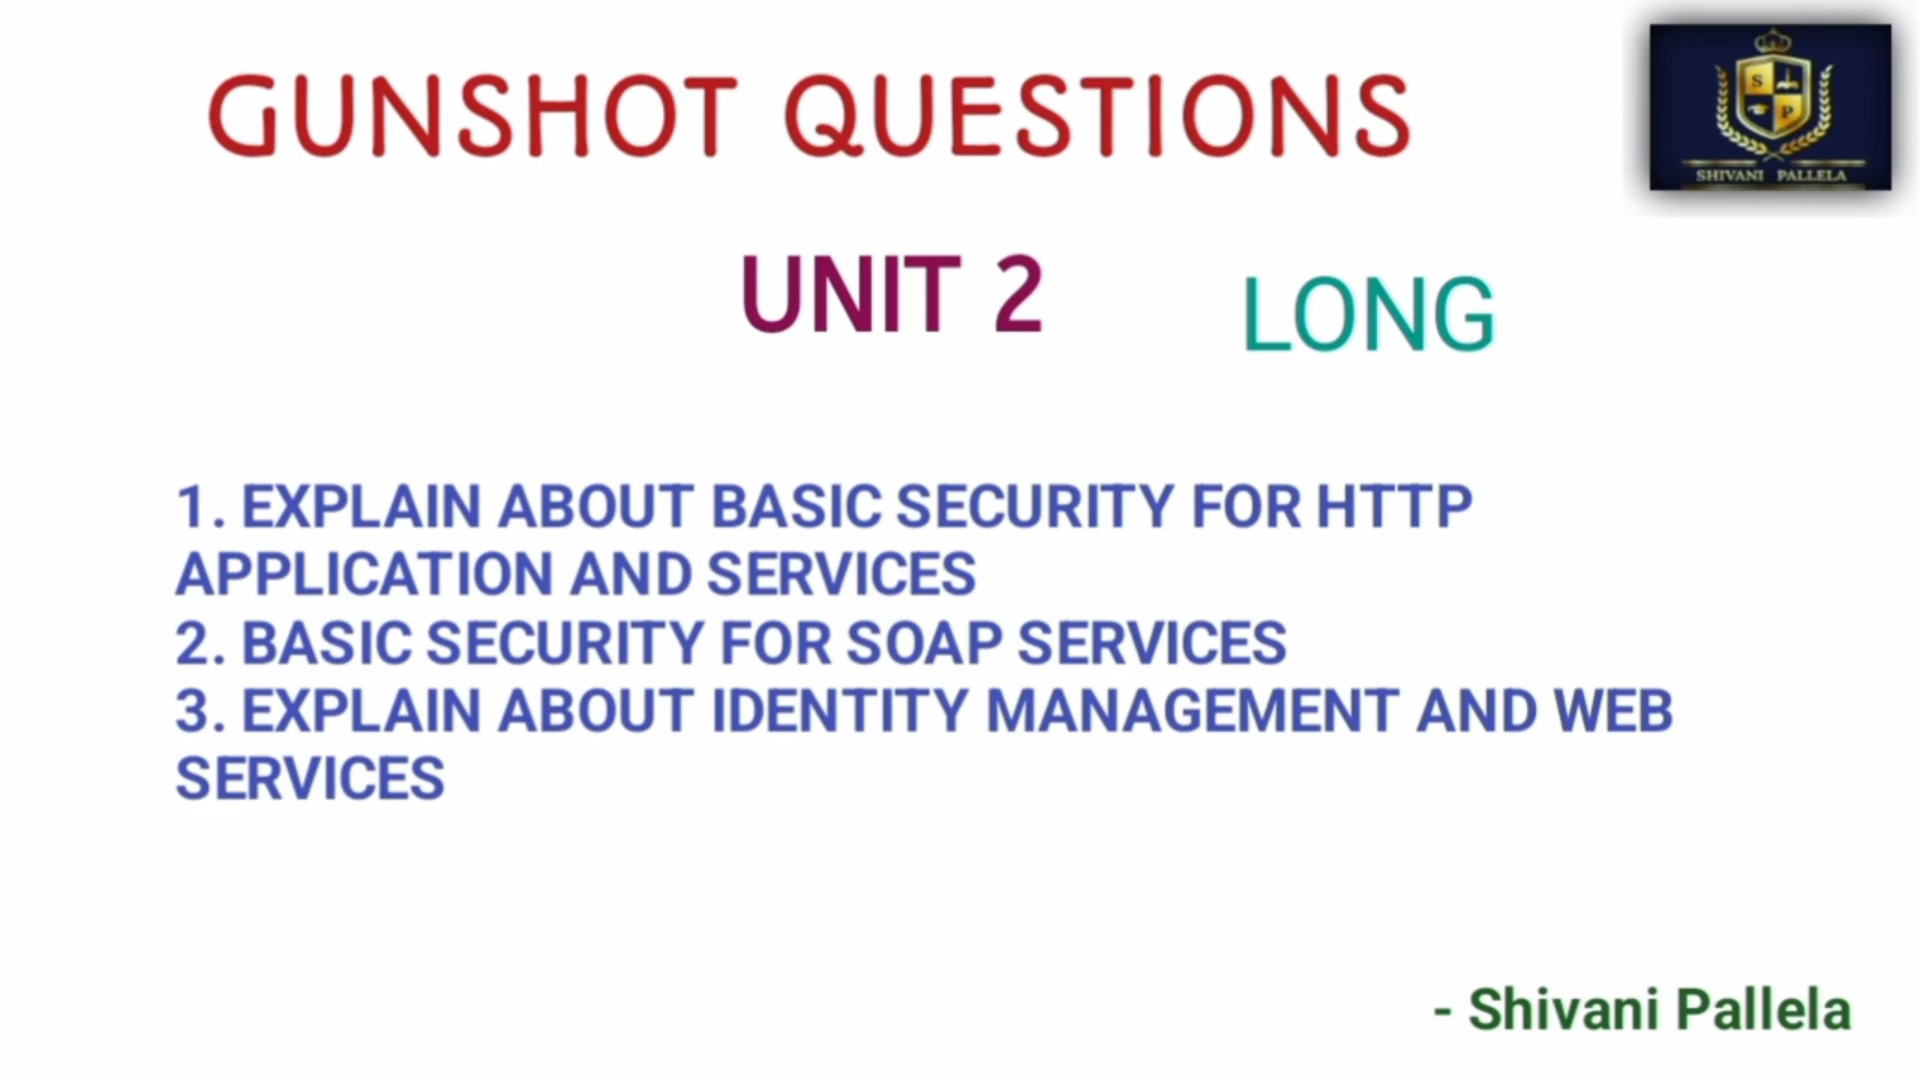 GUNSHOT QUESTIONS
S
P
SHIVANI PALLELA
UNIT 2
LONG
1. EXPLAIN ABOUT BASIC SECURITY FOR HTTP
APPLICATION AND SERVICES
2. BASIC SECURITY FOR SOAP SERVICES
3. EXPLAIN ABOUT IDENTITY MANAGEMENT AND WEB
SERVICES
- Shivani Pallela